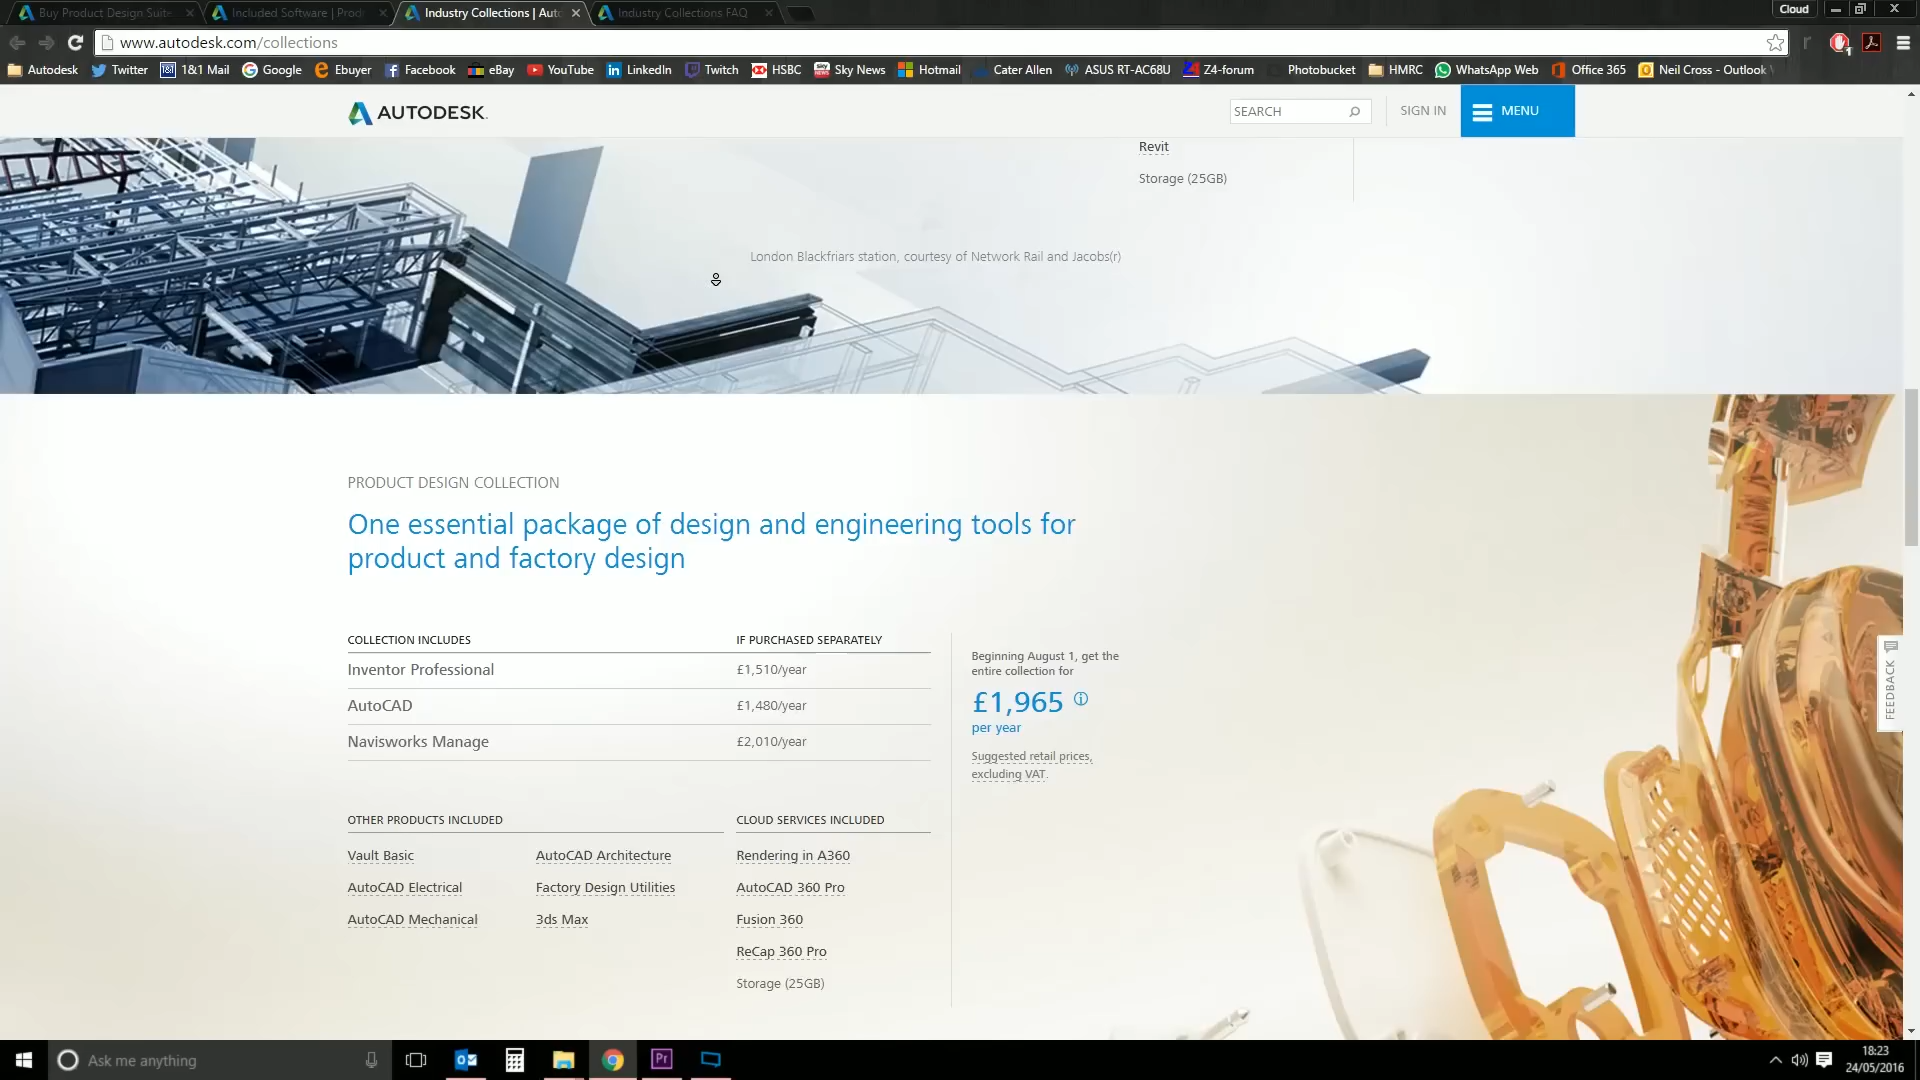 Buy Product Design Suite
Included Software | Prod
Industry Collections | Auto
Industry Collections FAQ
Cloud
www.autodesk.com/collections
Autodesk
Twitter
1&1 Mail
Google
Ebuyer
Facebook
eBay
YouTube
LinkedIn
Twitch
HSBC
Sky News
Hotmail
Cater Allen
ASUS RT-AC68U
Z4-forum
Photobucket
HMRC
WhatsApp Web
Office 365
Neil Cross - Outlook
AUTODESK.
SEARCH
SIGN IN
MENU
Revit
Storage (25GB)
London Blackfriars station, courtesy of Network Rail and Jacobs(r)
PRODUCT DESIGN COLLECTION
One essential package of design and engineering tools for
product and factory design
COLLECTION INCLUDES
IF PURCHASED SEPARATELY
Inventor Professional
£1,510/year
AutoCAD
£1,480/year
Navisworks Manage
£2,010/year
Beginning August 1, get the
entire collection for
£1,965
per year
Suggested retail prices,
excluding VAT.
FEEDBACK
OTHER PRODUCTS INCLUDED
CLOUD SERVICES INCLUDED
Vault Basic
AutoCAD Architecture
Rendering in A360
AutoCAD Electrical
Factory Design Utilities
AutoCAD 360 Pro
AutoCAD Mechanical
3ds Max
Fusion 360
ReCap 360 Pro
Storage (25GB)
Ask me anything
Pr
18:23
24/05/2016